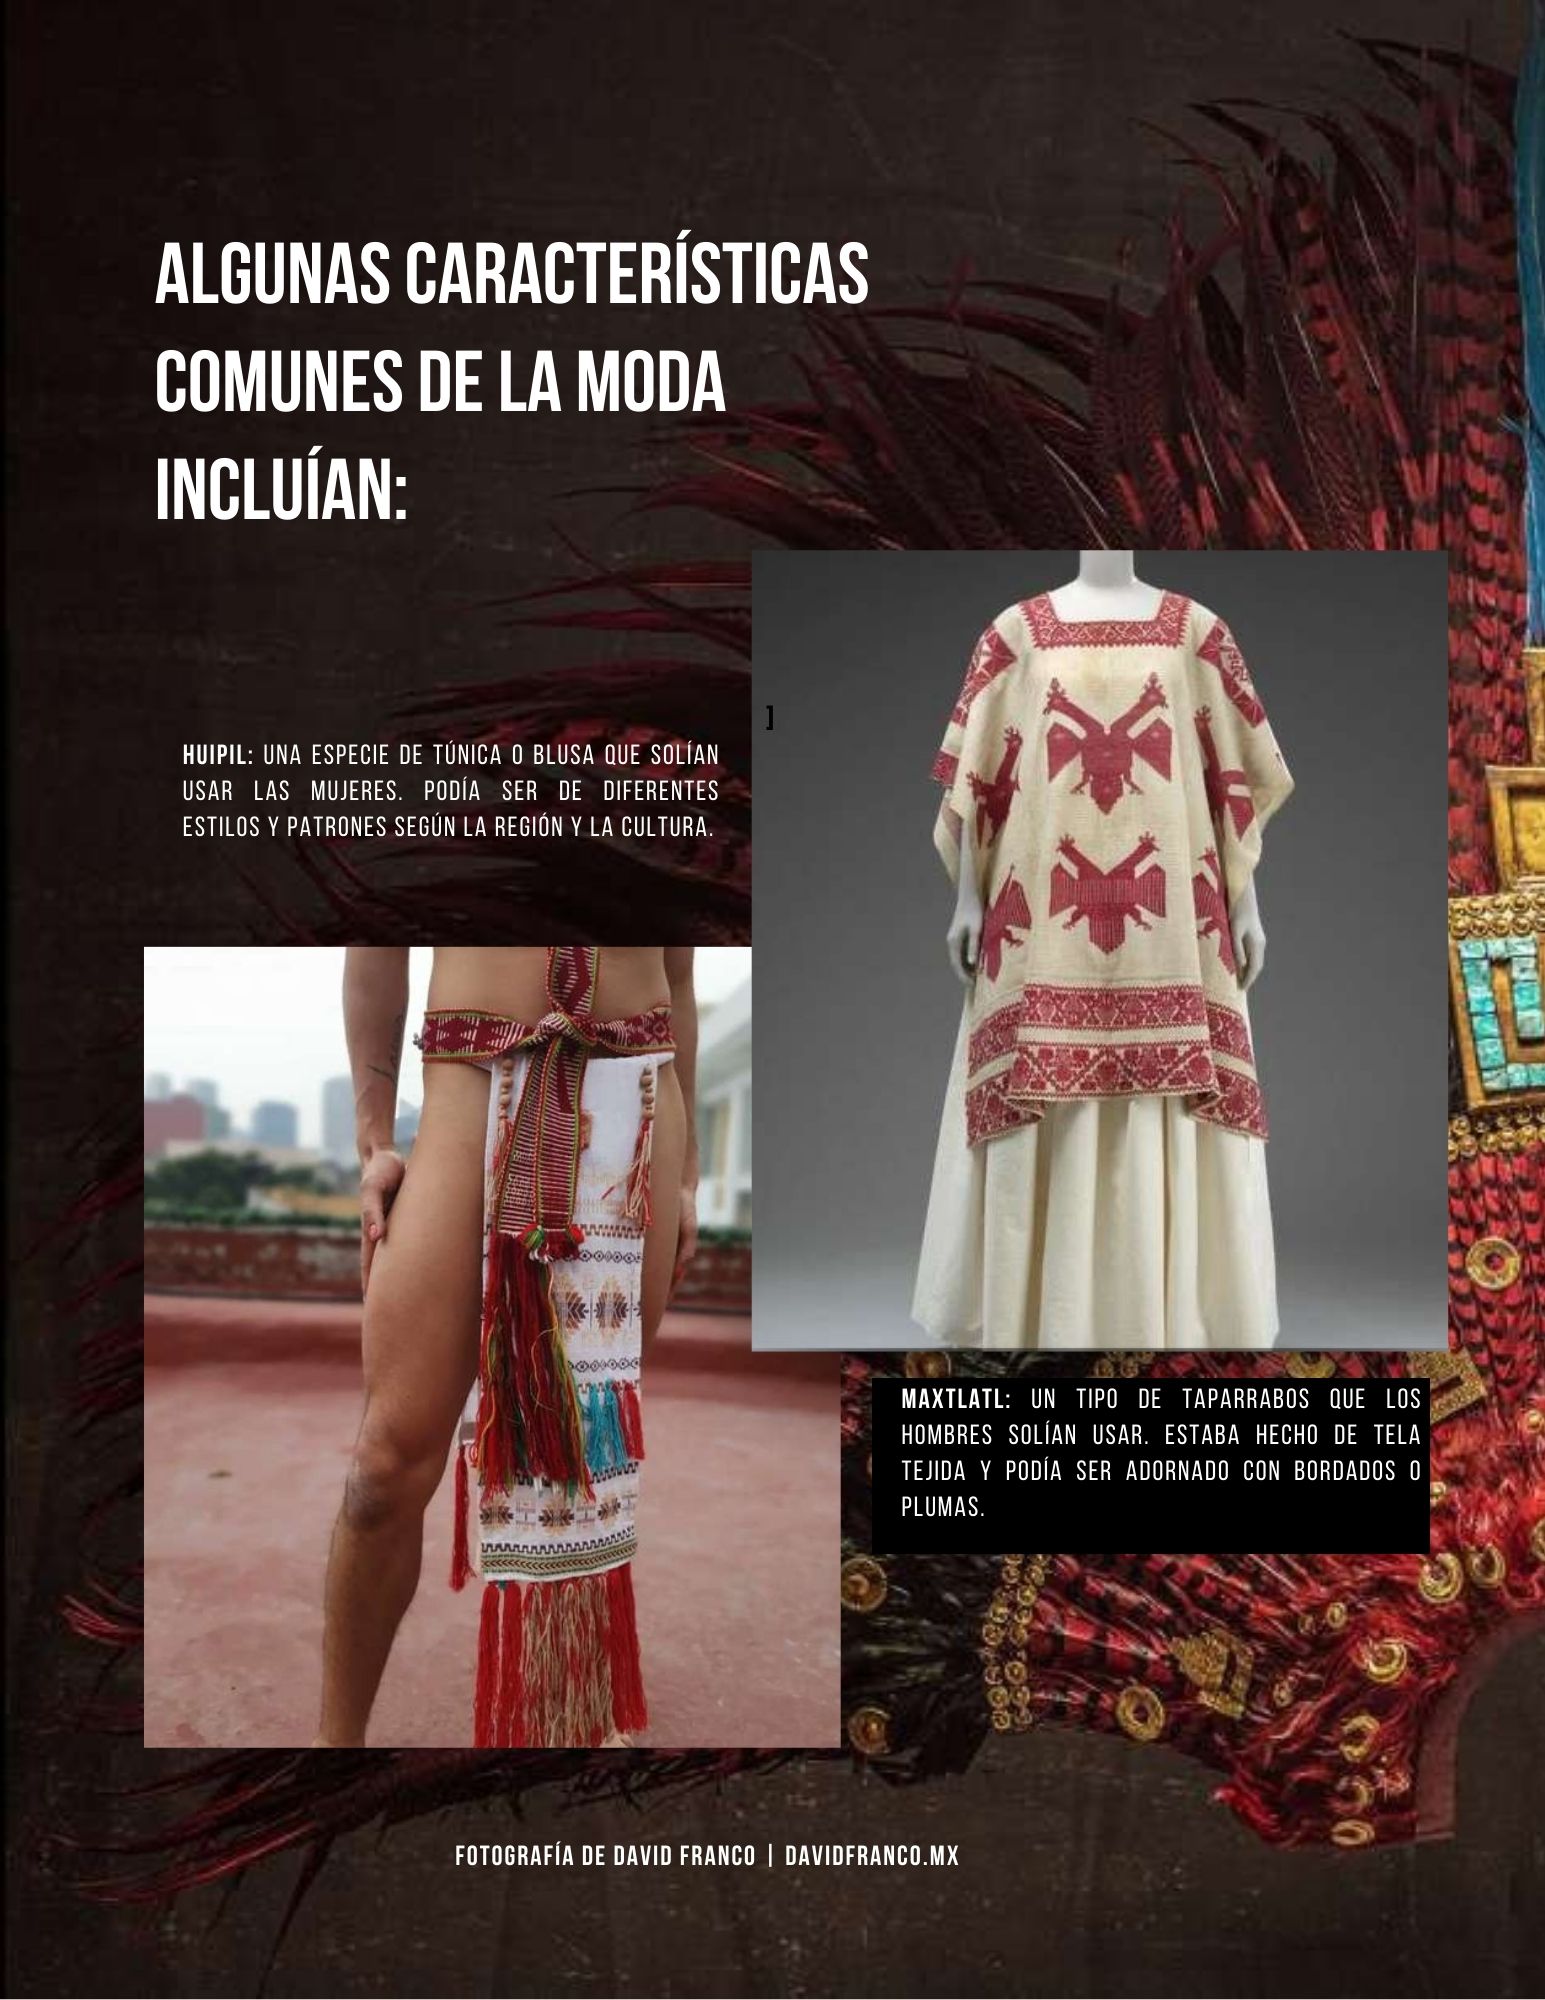 ALGUNAS CARACTERÍSTICAS
COMUNES DE LA MODA
INCLUÍAN:
]
HUIPIL: UNA ESPECIE DE TÚNICA O BLUSA QUE SOLÍAN
USAR LAS MUJERES. PODÍA SER DE DIFERENTES
ESTILOS Y PATRONES SEGÚN LA REGIÓN Y LA CULTURA.
MAXTLATL: UN TIPO DE TAPARRABOS QUE LOS
HOMBRES SOLÍAN USAR. ESTABA HECHO DE TELA
TEJIDA Y PODÍA SER ADORNADO CON BORDADOS O
PLUMAS.
FOTOGRAFÍA DE DAVID FRANCO | DAVIDFRANCO.MX